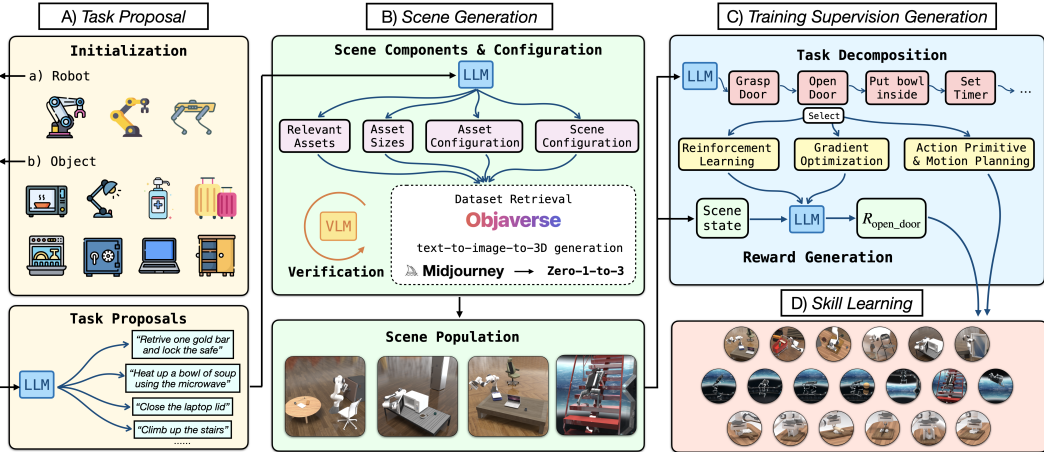 A) Task Proposal
Initialization
a) Robot
b) Object
Task Proposals
LLM
“Retrive one gold bar
and lock the safe”
“Heat up a bowl of soup
using the microwave”
“Close the laptop lid”
“Climb up the stairs”
......
B) Scene Generation
Scene Components & Configuration
LLM
Relevant
Assets
Asset
Sizes
Asset
Configuration
Scene
Configuration
VLM
Verification
Dataset Retrieval
Objaverse
text-to-image-to-3D generation
Midjourney
Zero-1-to-3
Scene Population
C) Training Supervision Generation
Task Decomposition
LLM
Grasp
Door
Open
Door
Put bowl
inside
Set
Timer
...
Select
Reinforcement
Learning
Gradient
Optimization
Action Primitive
& Motion Planning
Scene
state
LLM
R_open_door
Reward Generation
D) Skill Learning